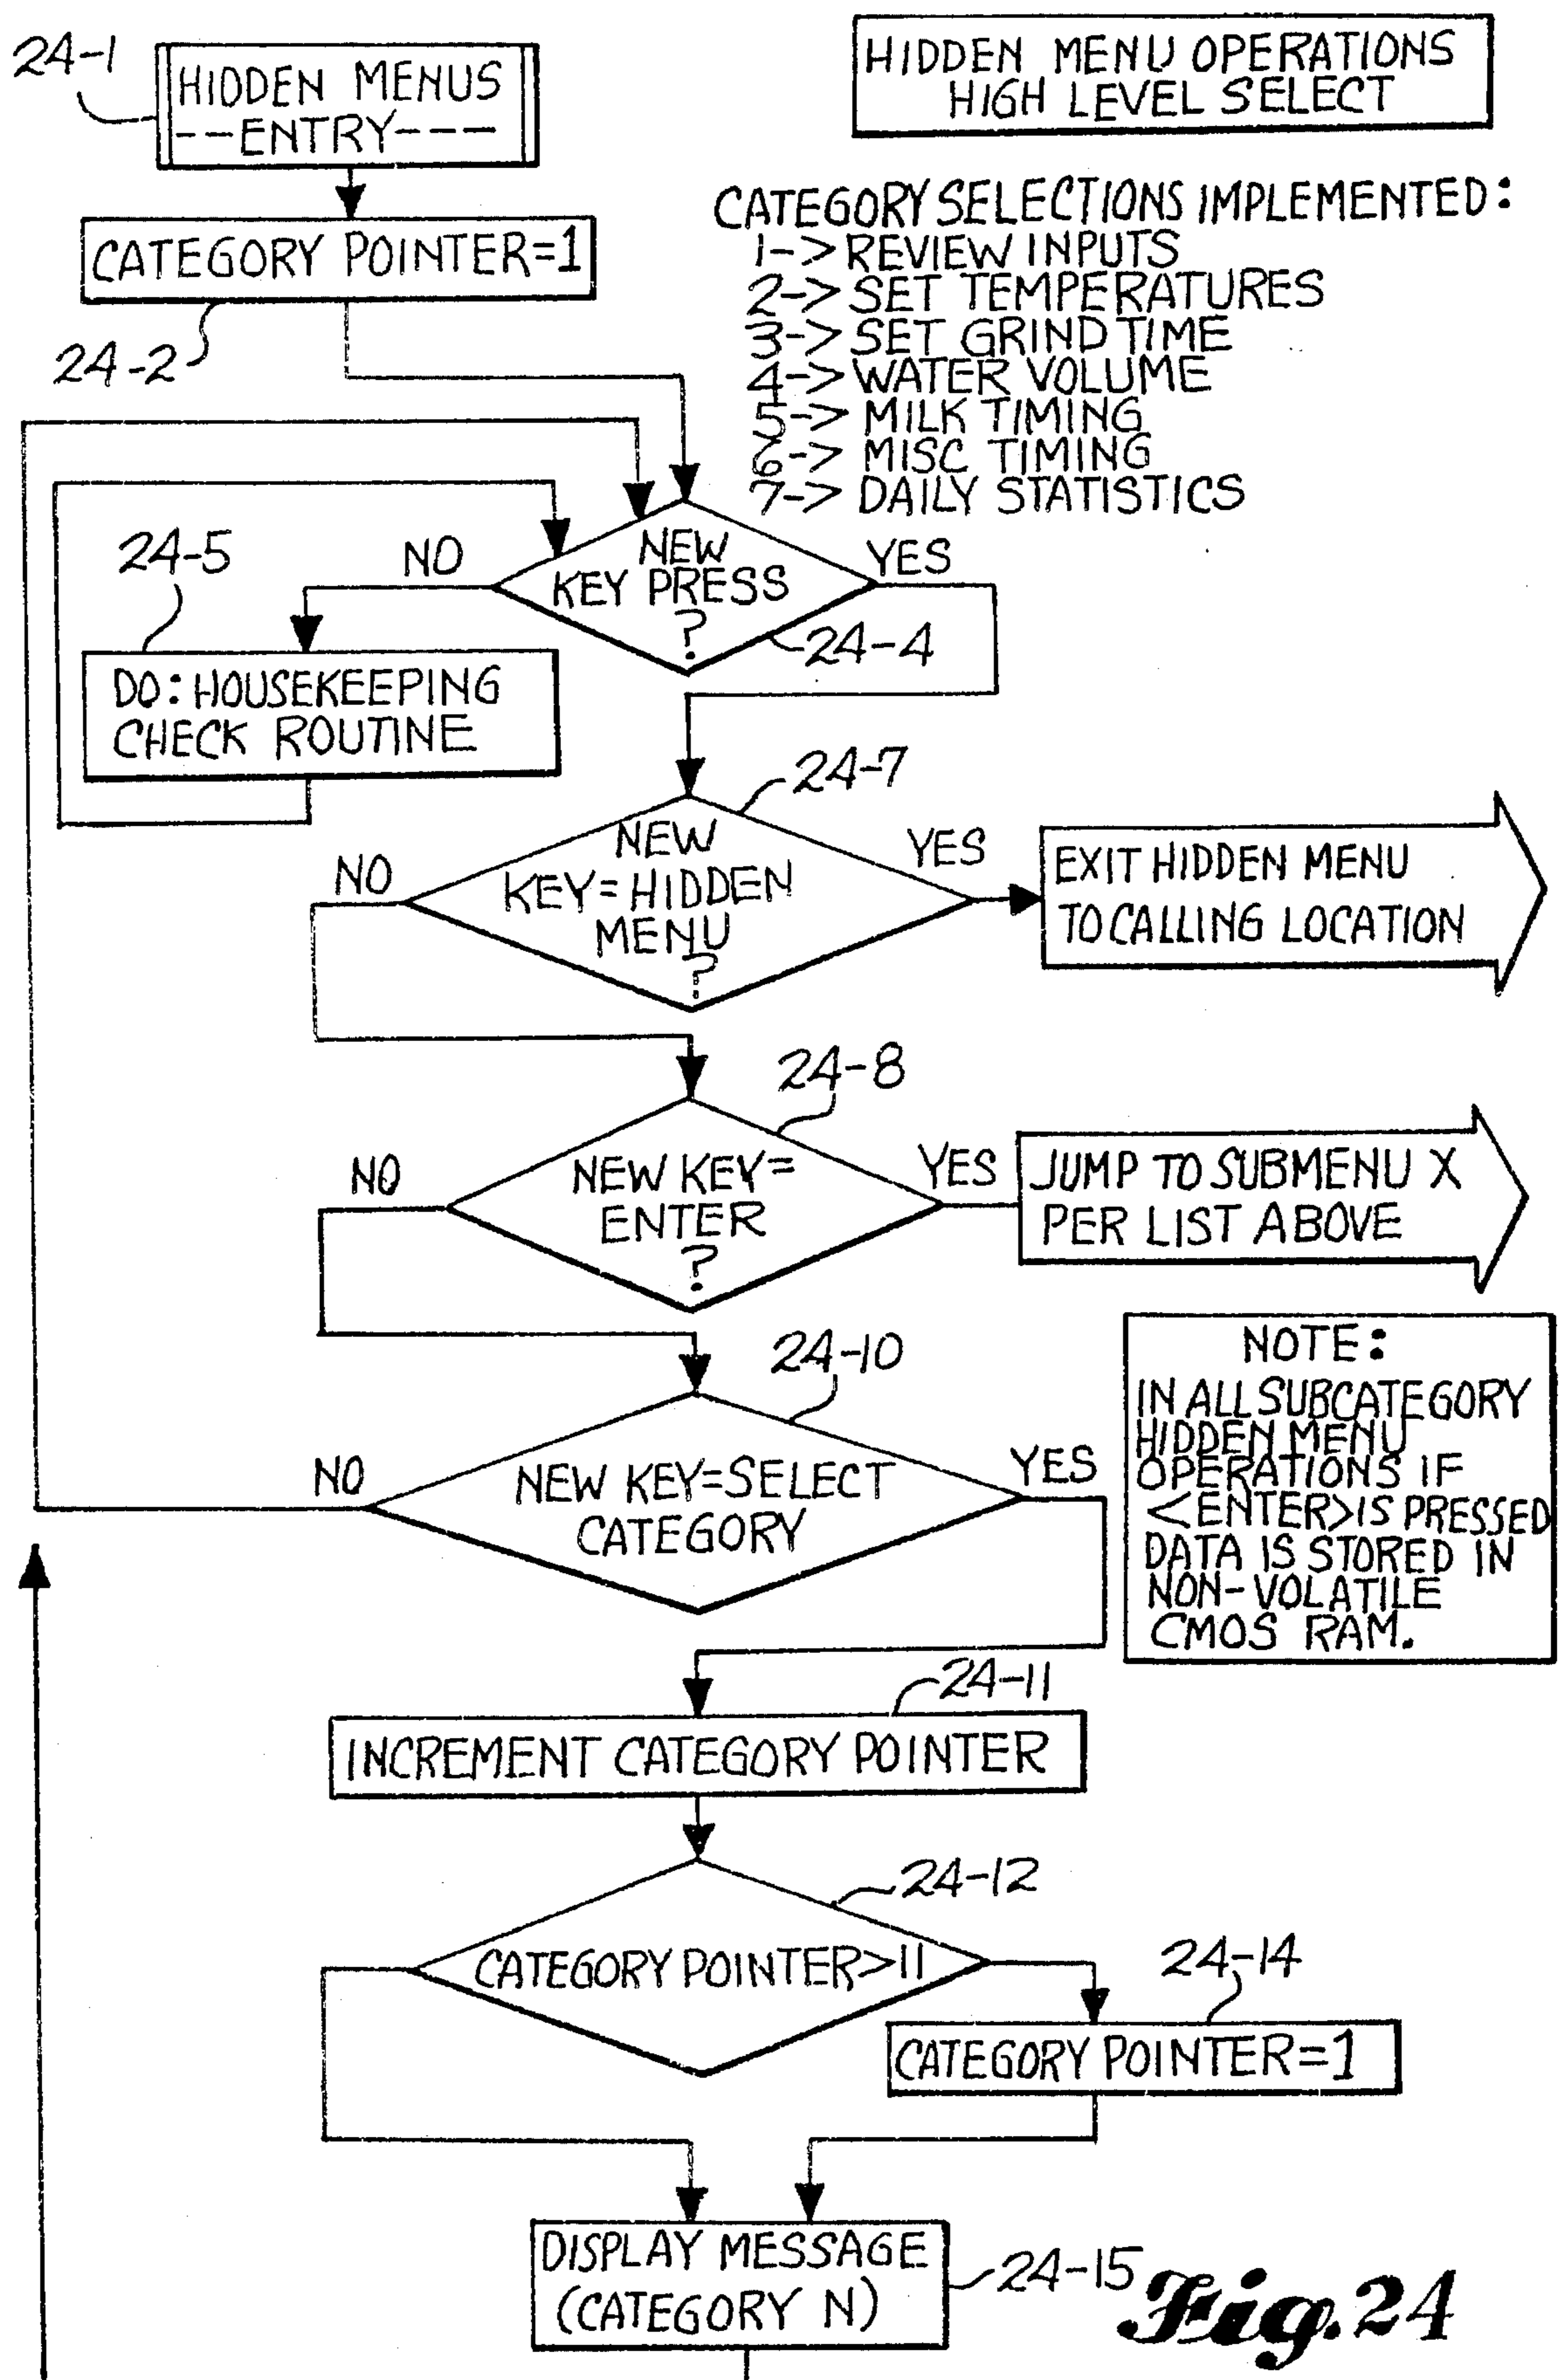 24-1
HIDDEN MENUS
--ENTRY---
HIDDEN MENU OPERATIONS
HIGH LEVEL SELECT
CATEGORY POINTER=1
24-2
CATEGORY SELECTIONS IMPLEMENTED:
1-> REVIEW INPUTS
2-> SET TEMPERATURES
3-> SET GRIND TIME
4-> WATER VOLUME
5-> MILK TIMING
6-> MISC TIMING
7-> DAILY STATISTICS
24-5
NO
NEW
KEY PRESS
?
YES
24-4
DO: HOUSEKEEPING
CHECK ROUTINE
24-7
NO
NEW
KEY=HIDDEN
MENU
?
YES
EXIT HIDDEN MENU
TO CALLING LOCATION
24-8
NO
NEW KEY=
ENTER
?
YES
JUMP TO SUBMENU X
PER LIST ABOVE
24-10
NO
NEW KEY=SELECT
CATEGORY
YES
NOTE:
IN ALL SUBCATEGORY
HIDDEN MENU
OPERATIONS IF
<ENTER> IS PRESSED
DATA IS STORED IN
NON-VOLATILE
CMOS RAM.
24-11
INCREMENT CATEGORY POINTER
24-12
CATEGORY POINTER>11
24-14
CATEGORY POINTER=1
DISPLAY MESSAGE
(CATEGORY N)
24-15
Fig. 24